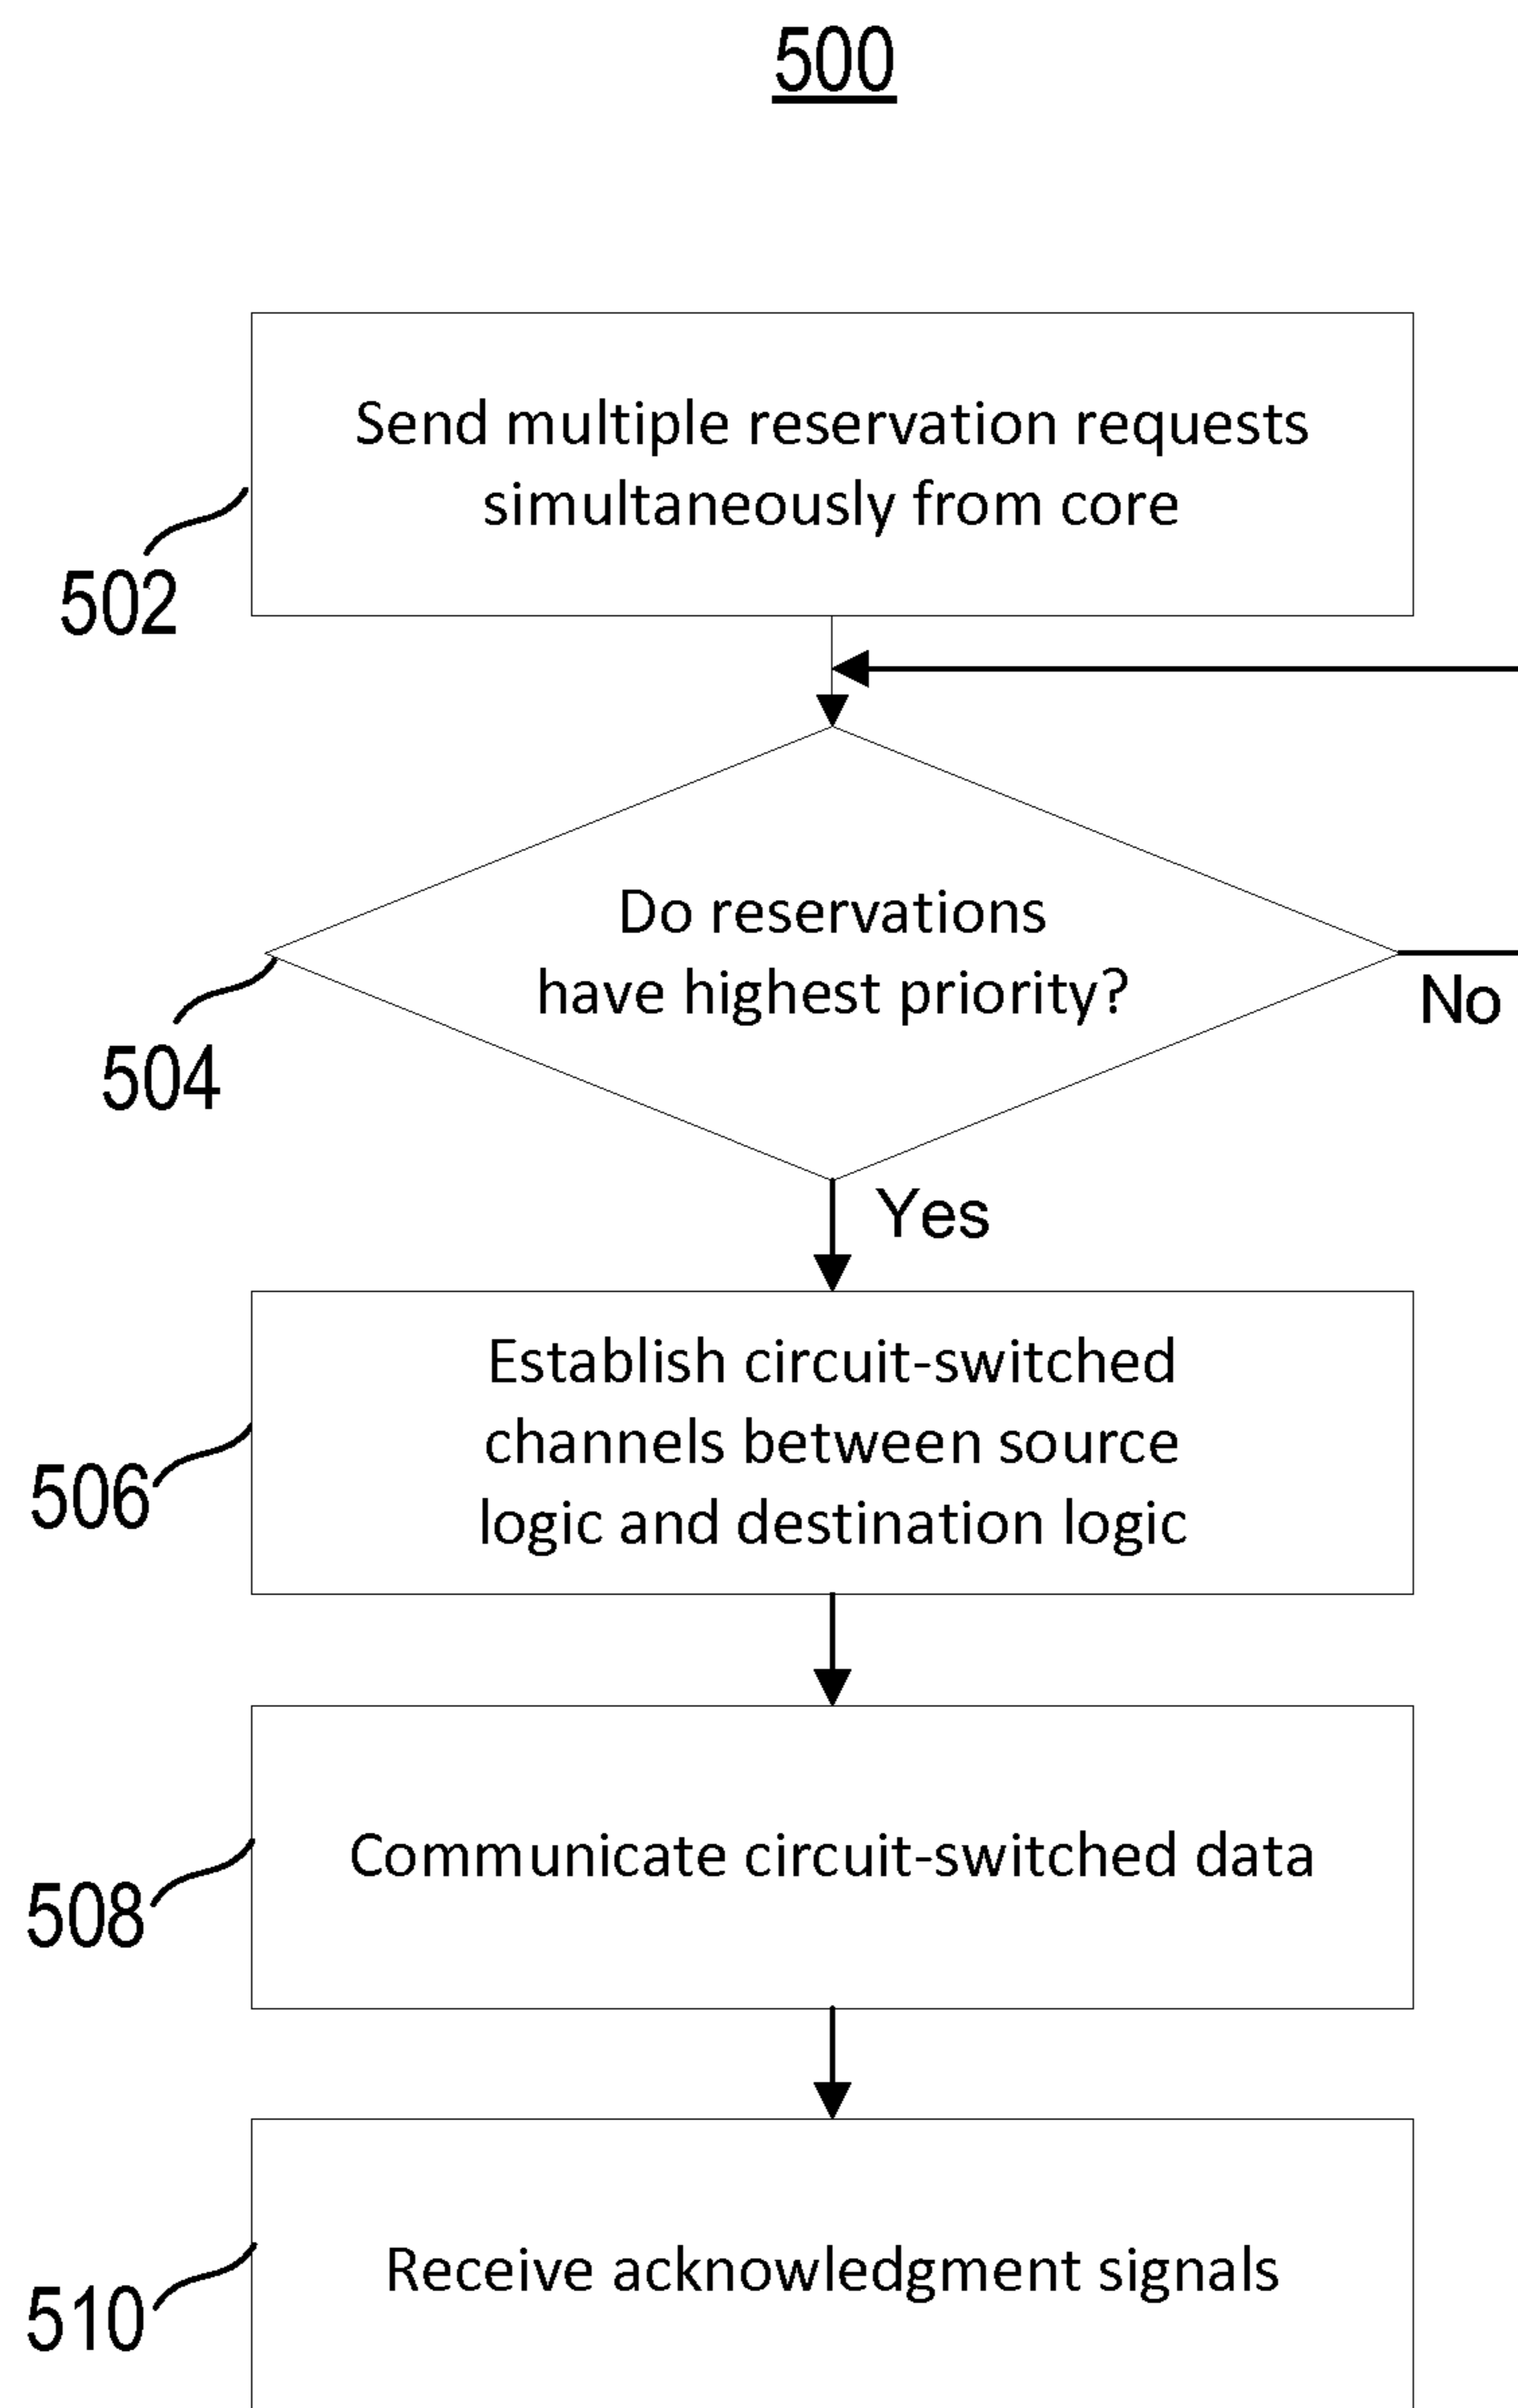 500
Send multiple reservation requests
simultaneously from core
502
Do reservations
have highest priority?
No
504
Yes
Establish circuit-switched
channels between source
logic and destination logic
506
Communicate circuit-switched data
508
Receive acknowledgment signals
510